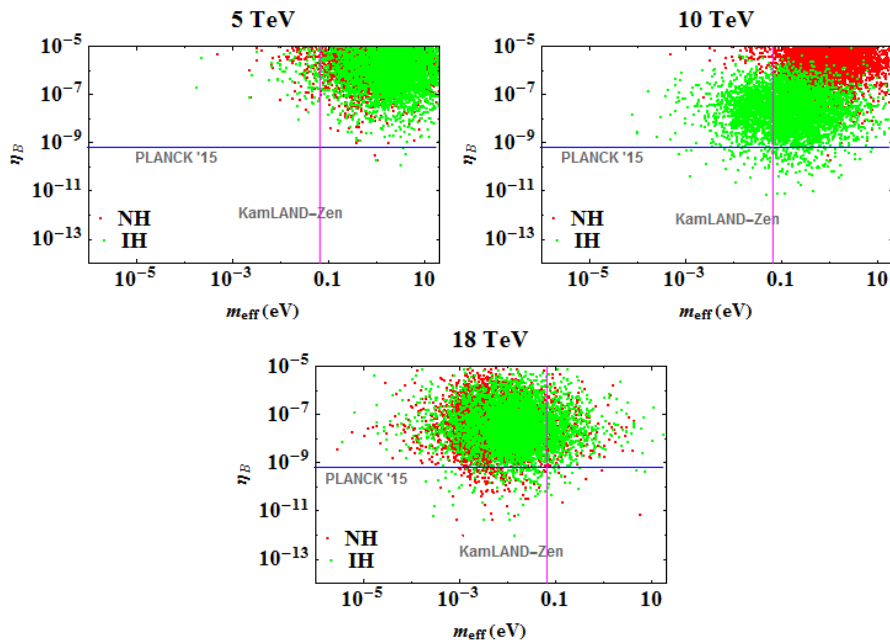 5 TeV
10⁻⁵
10⁻⁷
10⁻⁹
10⁻¹¹
10⁻¹³
η_B
PLANCK '15
KamLAND-Zen
NH
IH
10⁻⁵
10⁻³
0.1
10
m_eff (eV)
10 TeV
10⁻⁵
10⁻⁷
10⁻⁹
10⁻¹¹
10⁻¹³
η_B
PLANCK '15
KamLAND-Zen
NH
IH
10⁻⁵
10⁻³
0.1
10
m_eff (eV)
18 TeV
10⁻⁵
10⁻⁷
10⁻⁹
10⁻¹¹
10⁻¹³
η_B
PLANCK '15
NH
IH
KamLAND-Zen
10⁻⁵
10⁻³
0.1
10
m_eff (eV)